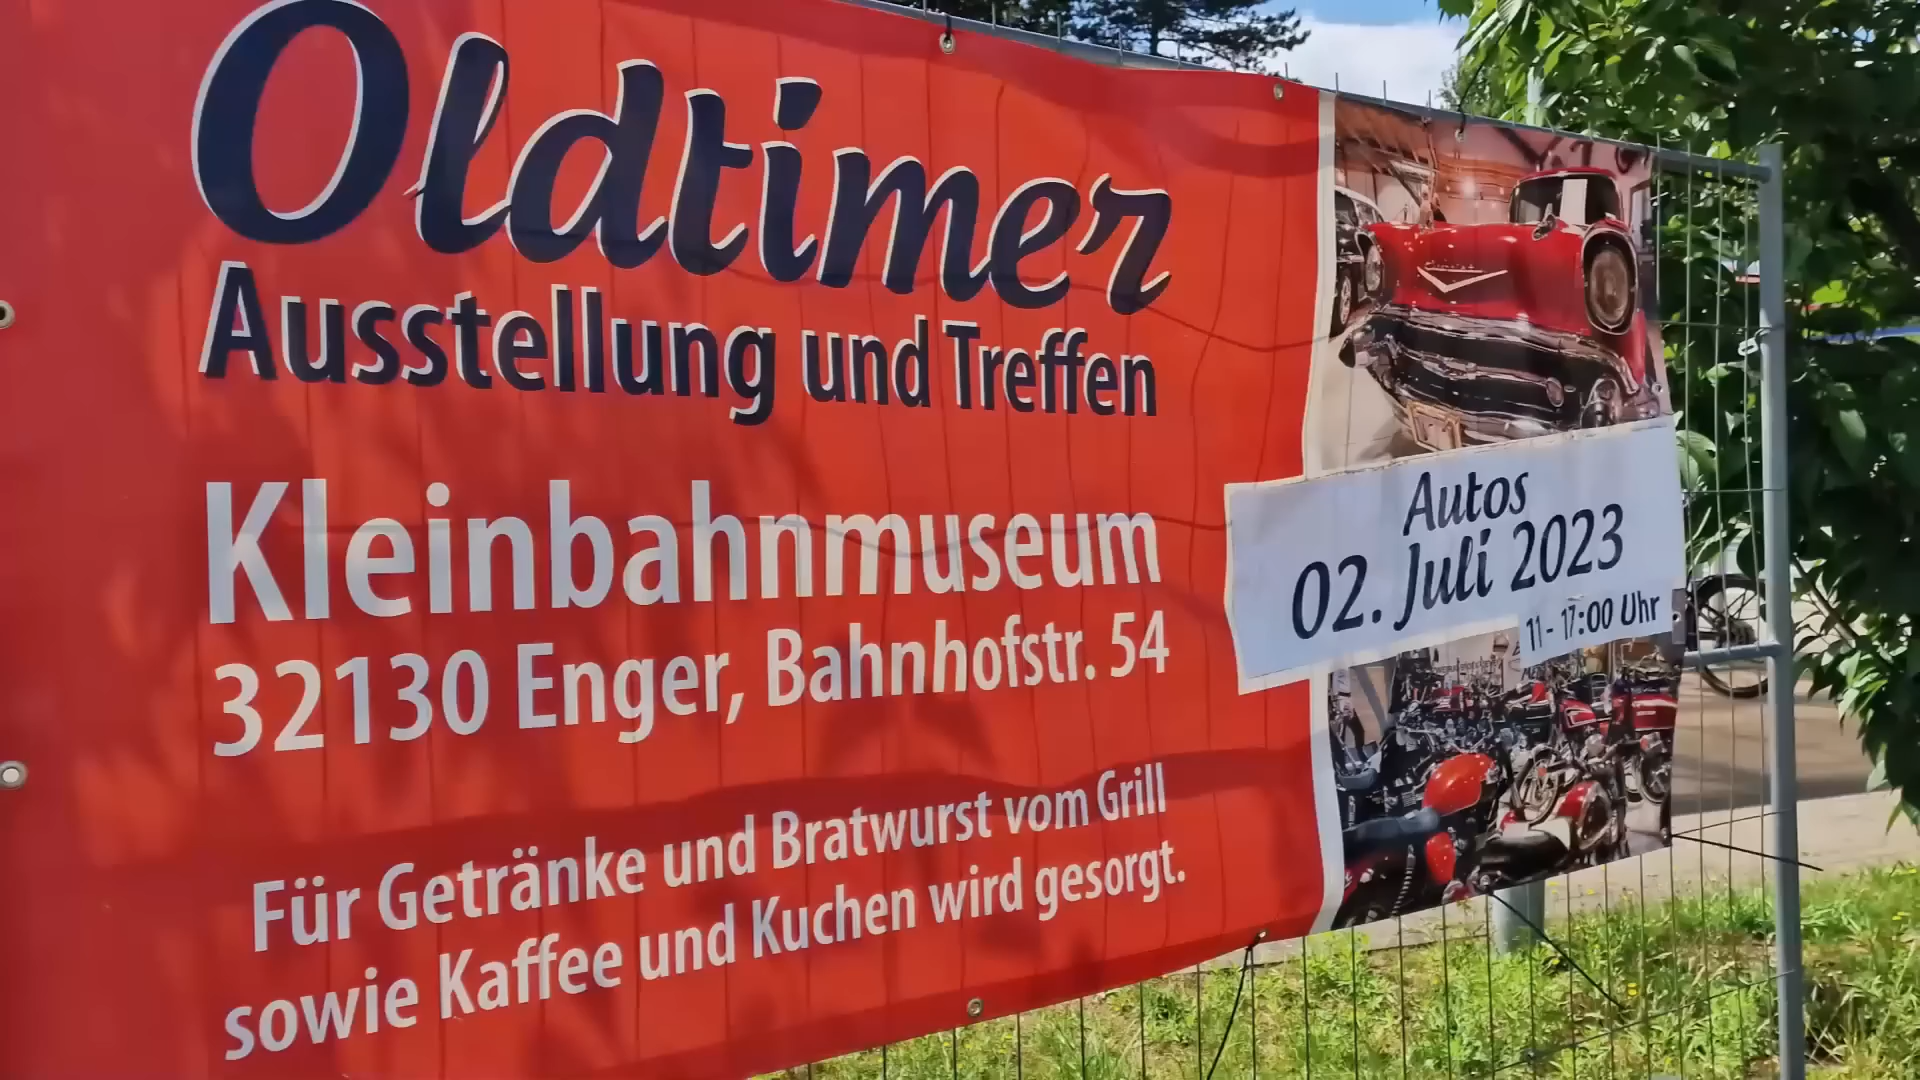 Oldtimer
Ausstellung und Treffen
Kleinbahnmuseum
32130 Enger, Bahnhofstr. 54
Für Getränke und Bratwurst vom Grill
sowie Kaffee und Kuchen wird gesorgt.
Autos
02. Juli 2023
11 - 17:00 Uhr